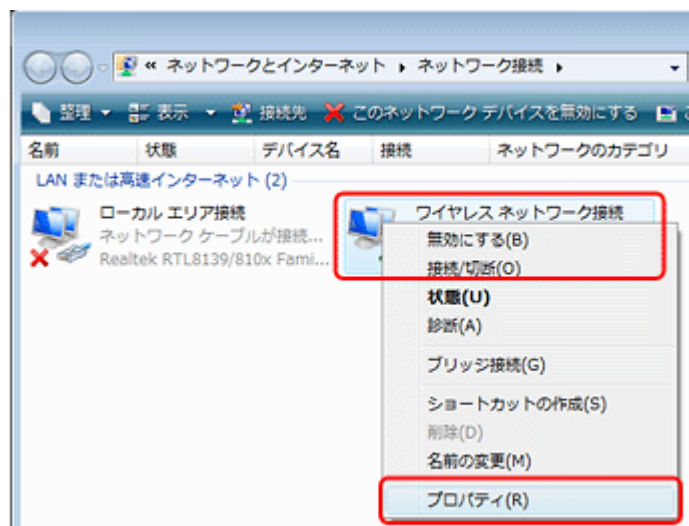 « ネットワークとインターネット ▸ ネットワーク接続 ▸
整理 表示 接続先 このネットワーク デバイスを無効にする
名前 状態 デバイス名 接続 ネットワークのカテゴリ
LAN または高速インターネット (2)
ローカル エリア接続
ネットワーク ケーブルが接続...
Realtek RTL8139/810x Fami...
ワイヤレス ネットワーク接続
無効にする(B)
接続/切断(O)
状態(U)
診断(A)
ブリッジ接続(G)
ショートカットの作成(S)
削除(D)
名前の変更(M)
プロパティ(R)